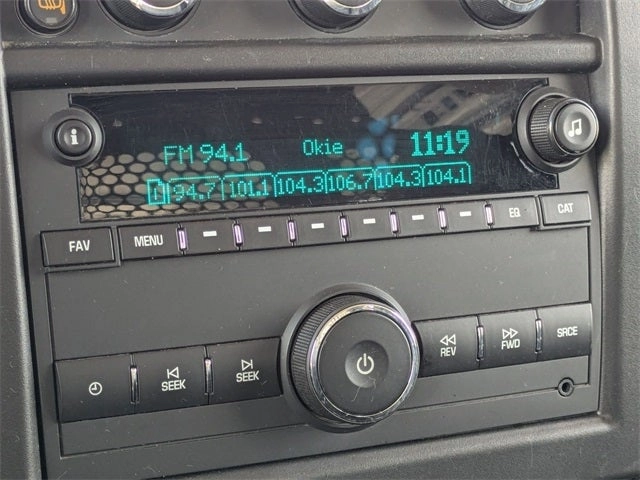 FM 94.1 Okie 11:19
1 94.7 101.1 104.3 106.7 104.3 104.1
FAV MENU EQ CAT
REV FWD SRCE
SEEK SEEK